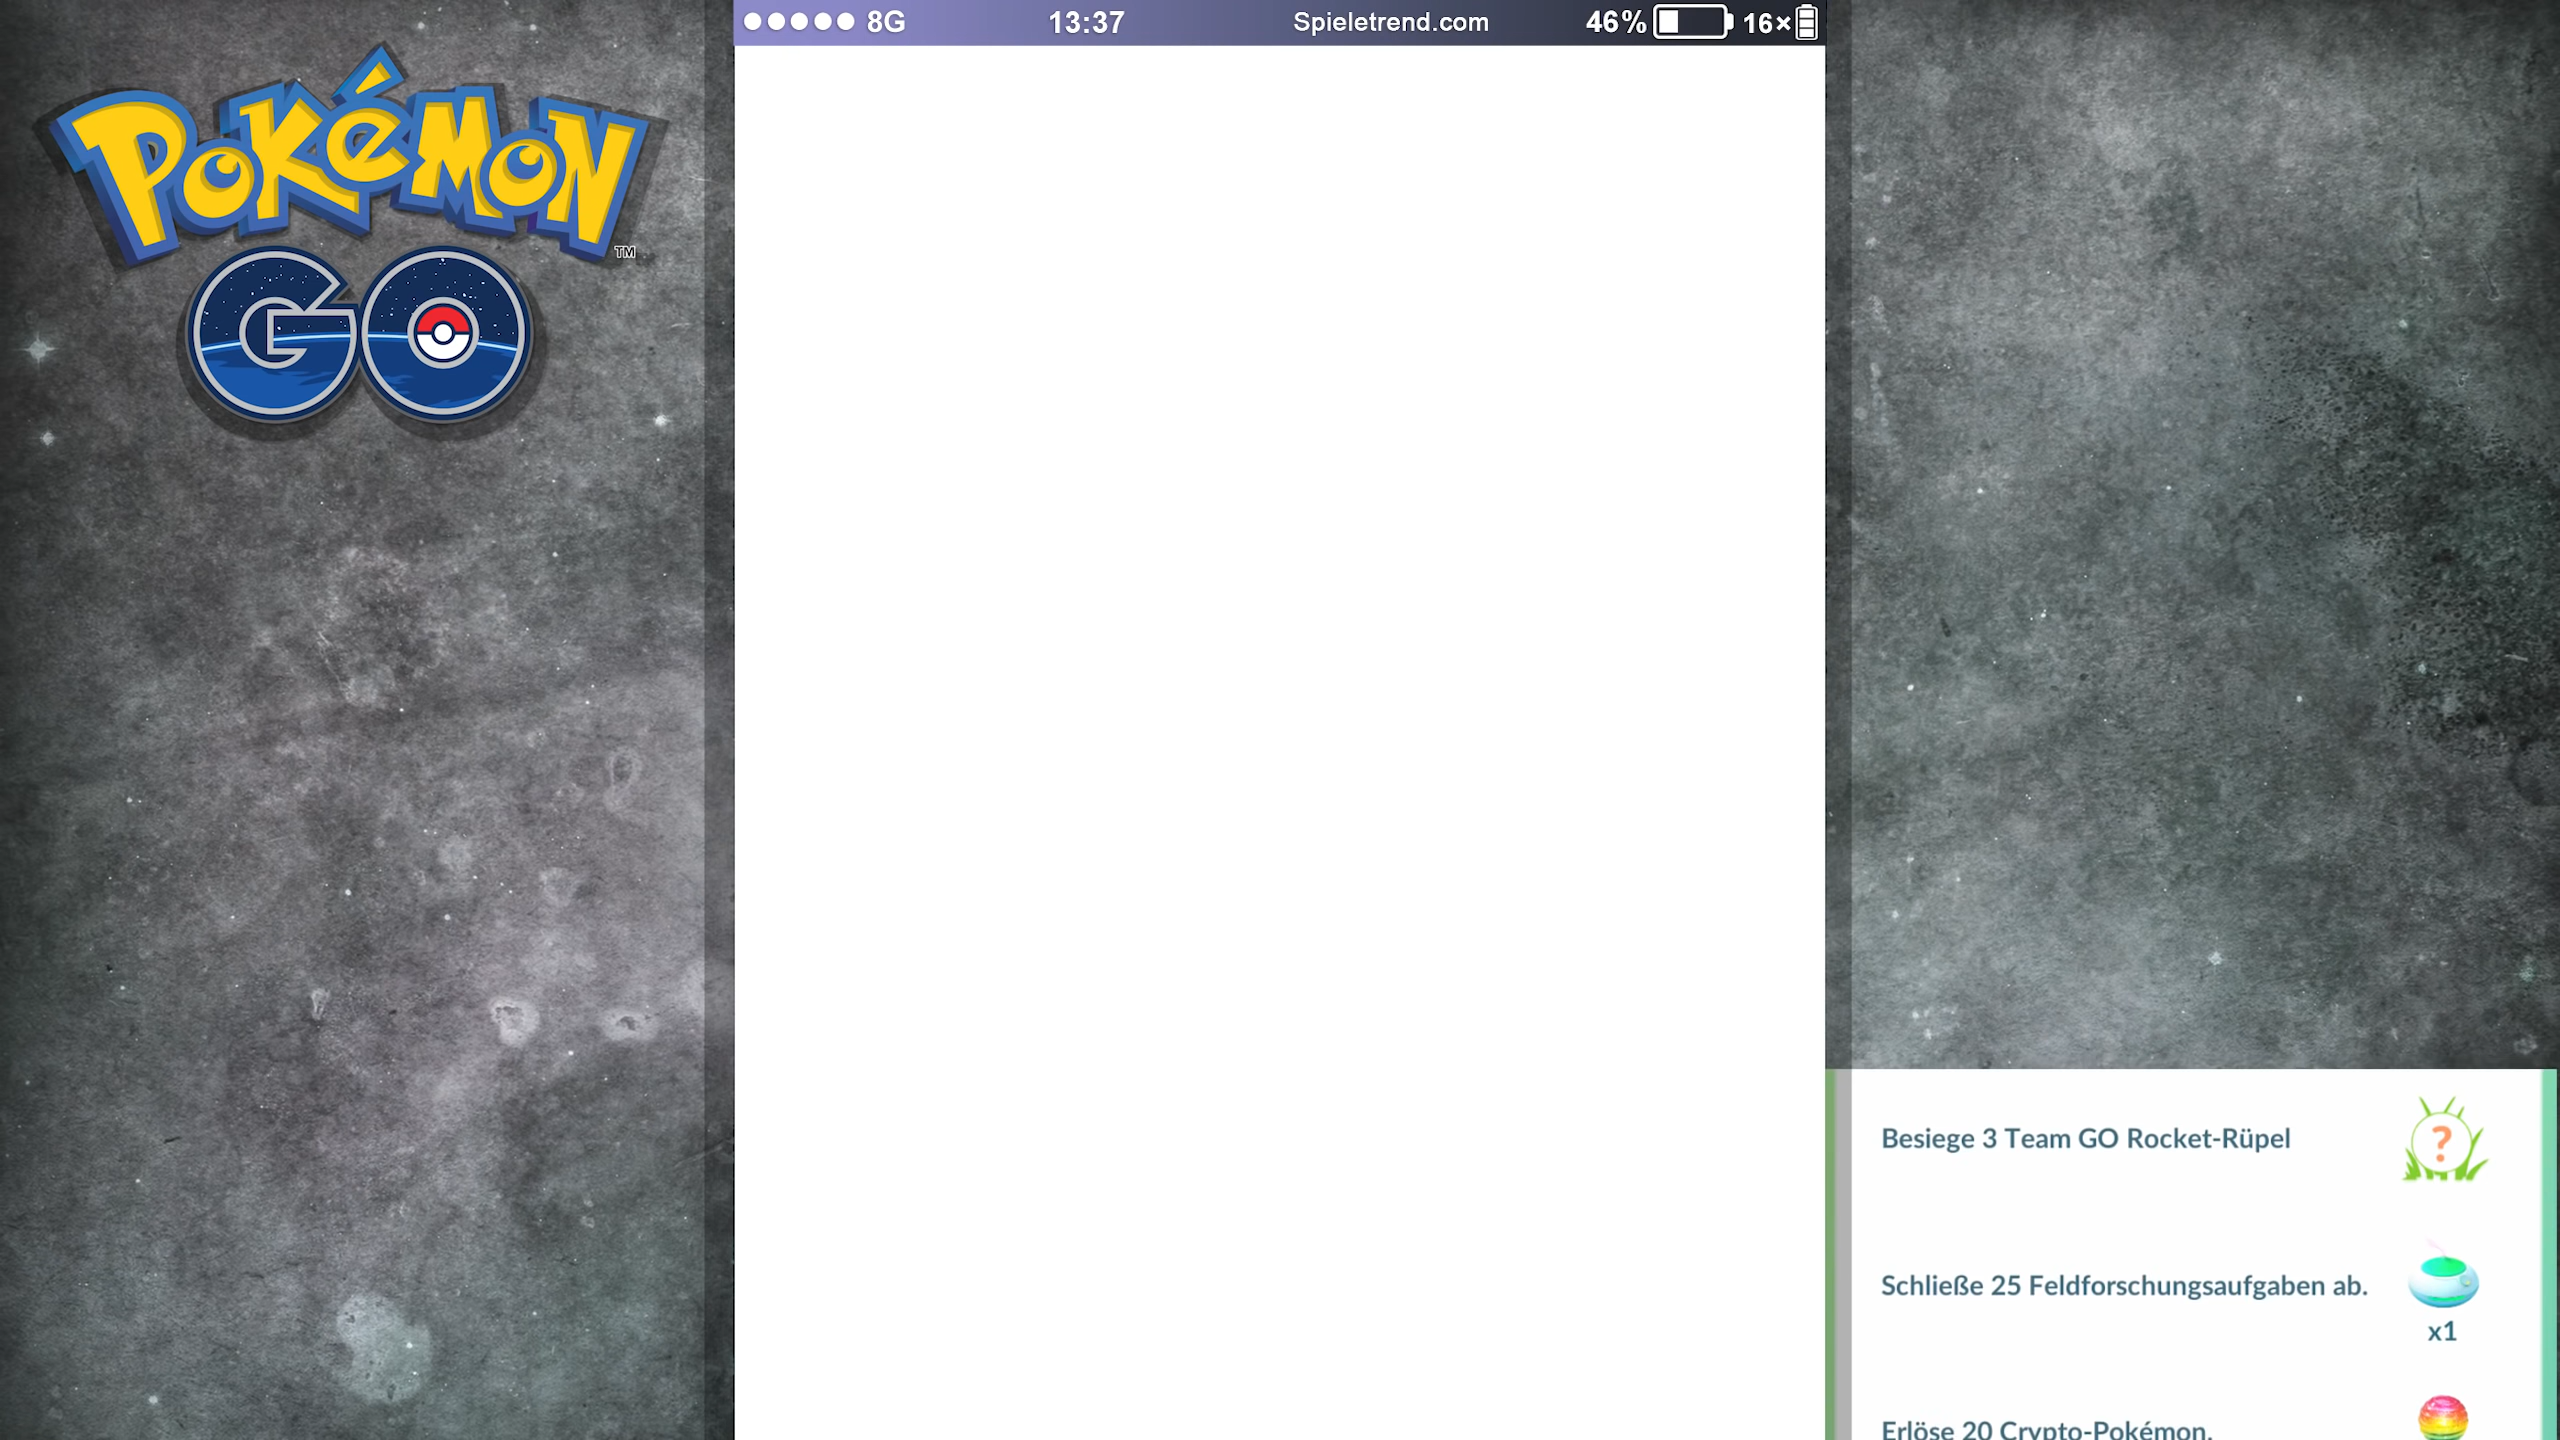 POKéMON
™
GO
8G 13:37 Spieletrend.com 46% 16×
Besiege 3 Team GO Rocket-Rüpel
?
Schließe 25 Feldforschungsaufgaben ab.
x1
Erlöse 20 Crypto-Pokémon.